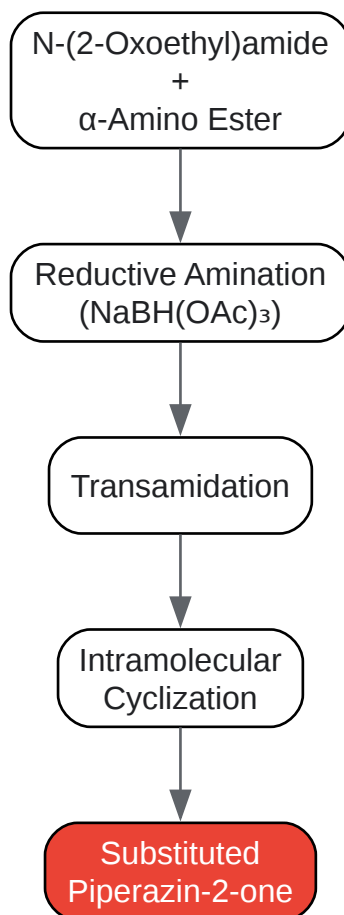 N-(2-Oxoethyl)amide
+
α-Amino Ester
Reductive Amination
(NaBH(OAc)₃)
Transamidation
Intramolecular
Cyclization
Substituted
Piperazin-2-one